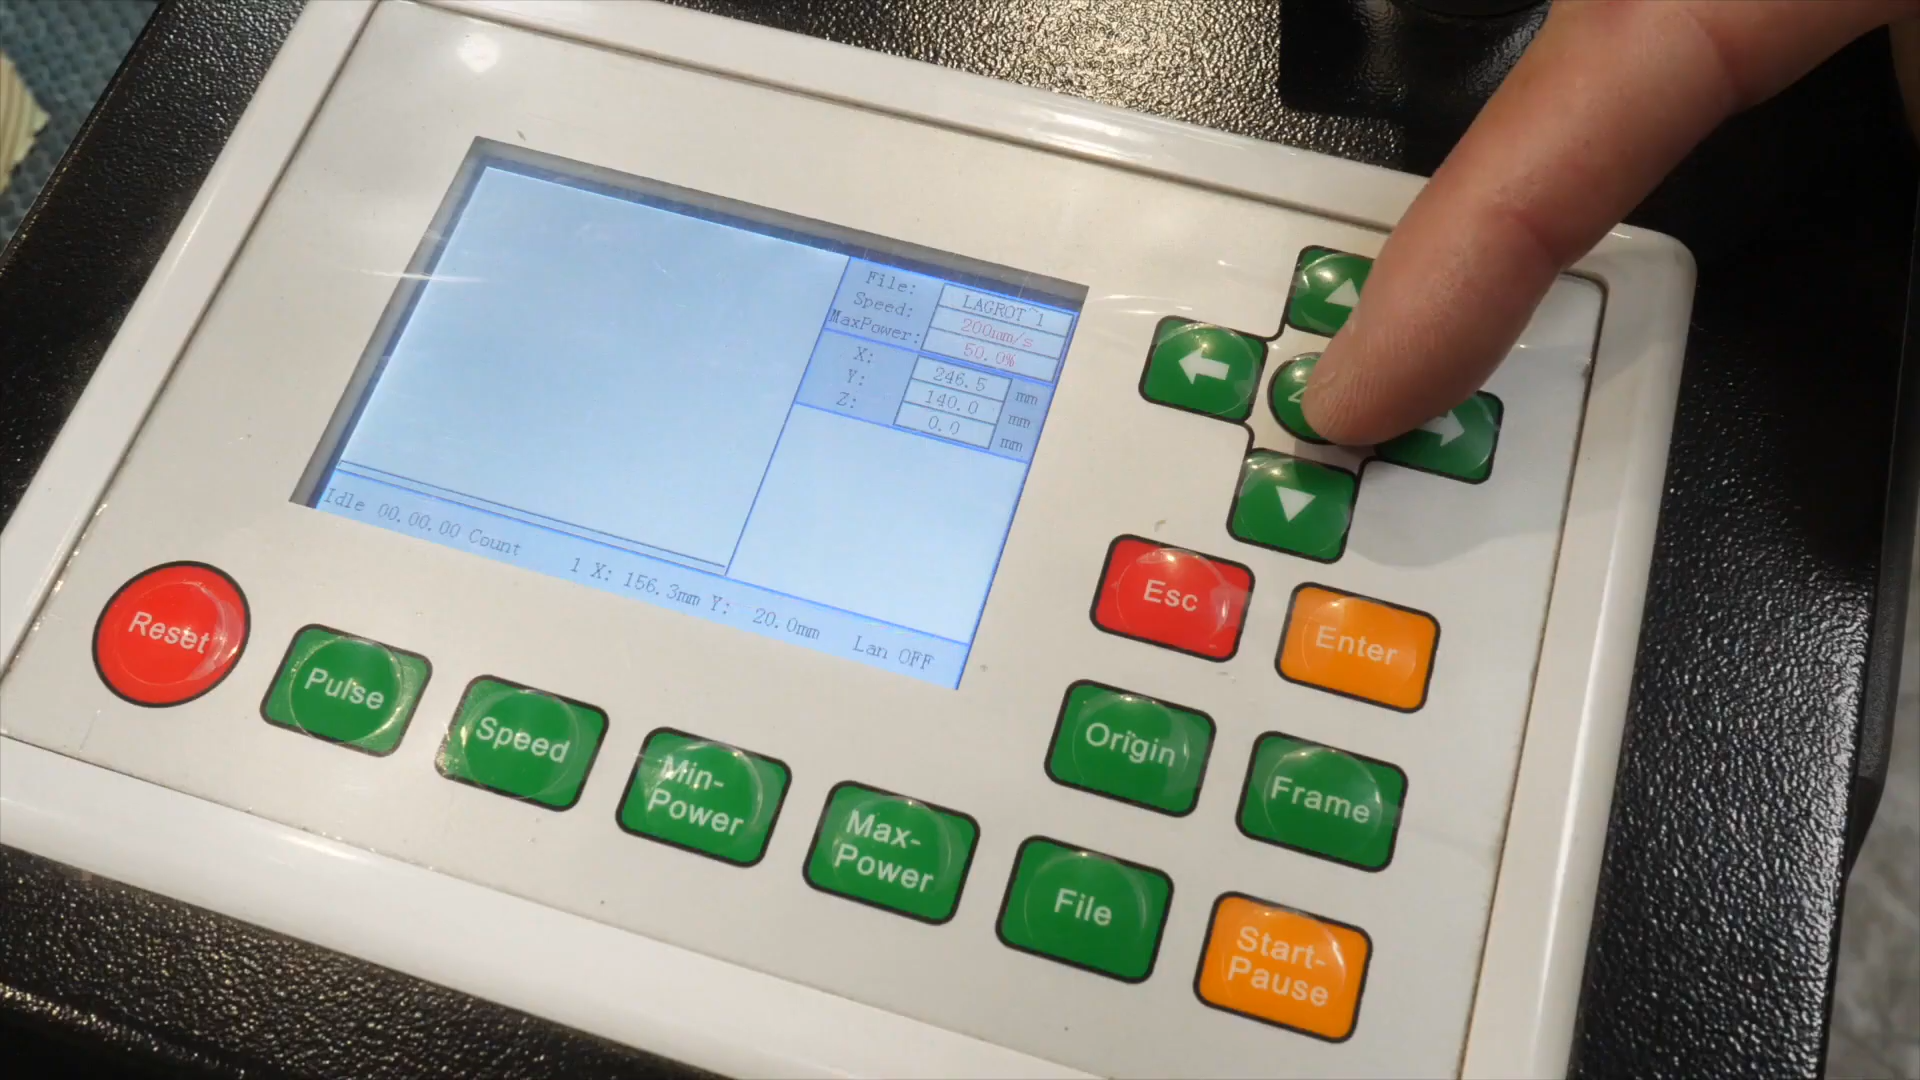 File: LAGROT~1
Speed: 200mm/s
MaxPower: 50.0%
X: 246.5 mm
Y: 140.0 mm
Z: 0.0 mm
Idle 00.00.00 Count 1 X: 156.3mm Y: 20.0mm Lan OFF
Esc
Enter
Reset
Pulse
Speed
Min-
Power
Max-
Power
Origin
Frame
File
Start-
Pause